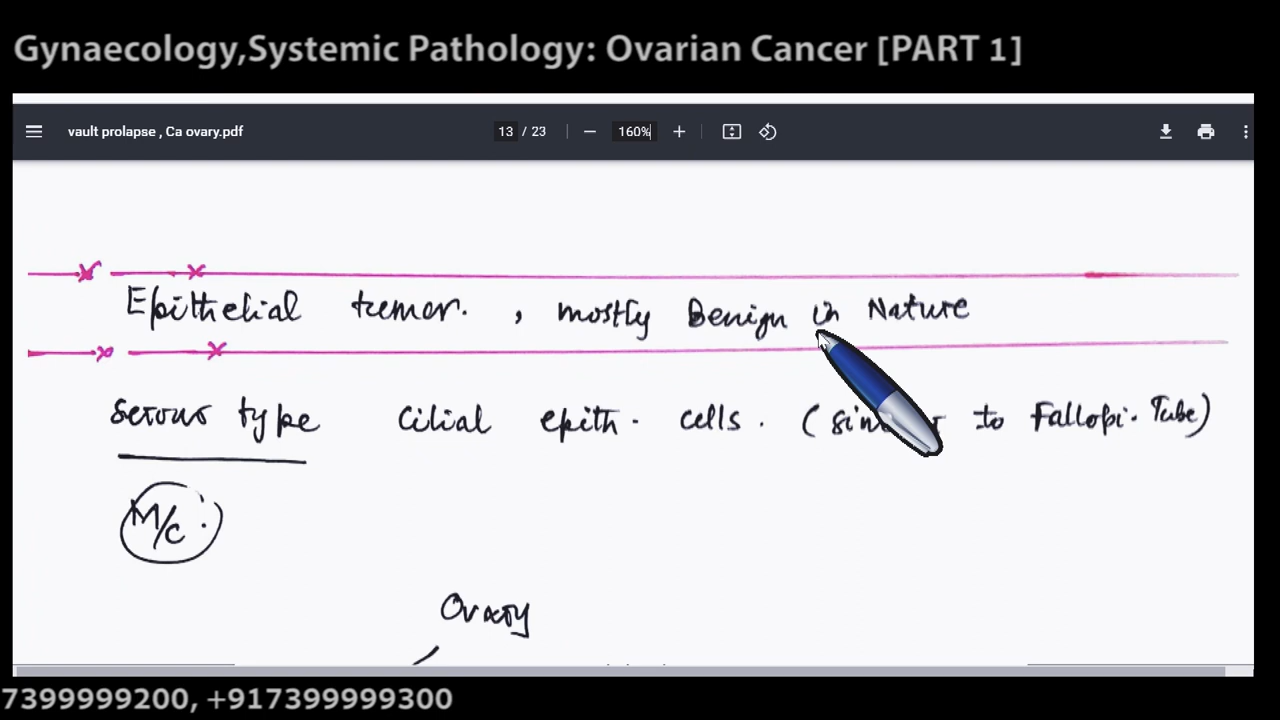 Gynaecology,Systemic Pathology: Ovarian Cancer [PART 1]
vault prolapse , Ca ovary.pdf 13 / 23 160%
Epithelial tumor. , mostly Benign in Nature
serous type Cilial epith. cells. ( to Fallopi. Tube)
M/c.
Ovary
7399999200, +917399999300